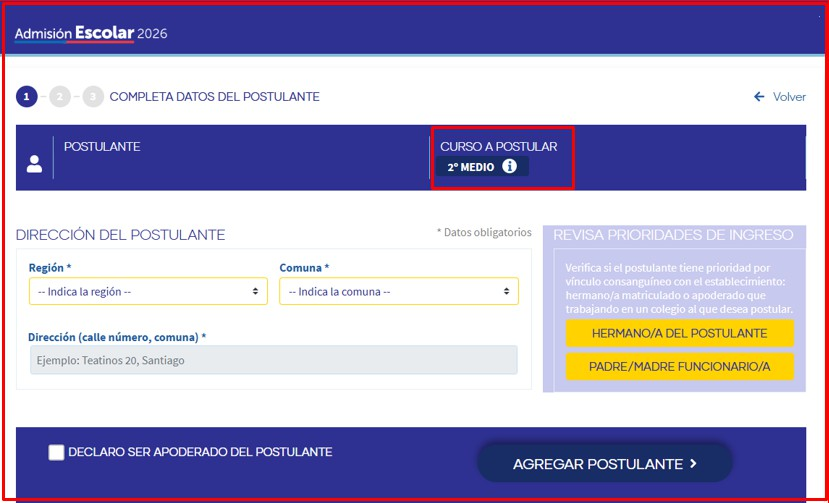 Admisión Escolar 2026
1 2 3 COMPLETA DATOS DEL POSTULANTE
Volver
POSTULANTE
CURSO A POSTULAR
2º MEDIO
DIRECCIÓN DEL POSTULANTE
* Datos obligatorios
Región *
Comuna *
-- Indica la región --
-- Indica la comuna --
Dirección (calle número, comuna) *
Ejemplo: Teatinos 20, Santiago
REVISA PRIORIDADES DE INGRESO
Verifica si el postulante tiene prioridad por
vínculo consanguíneo con el establecimiento:
hermano/a matriculado o apoderado que
trabajando en un colegio al que desea postular.
HERMANO/A DEL POSTULANTE
PADRE/MADRE FUNCIONARIO/A
DECLARO SER APODERADO DEL POSTULANTE
AGREGAR POSTULANTE